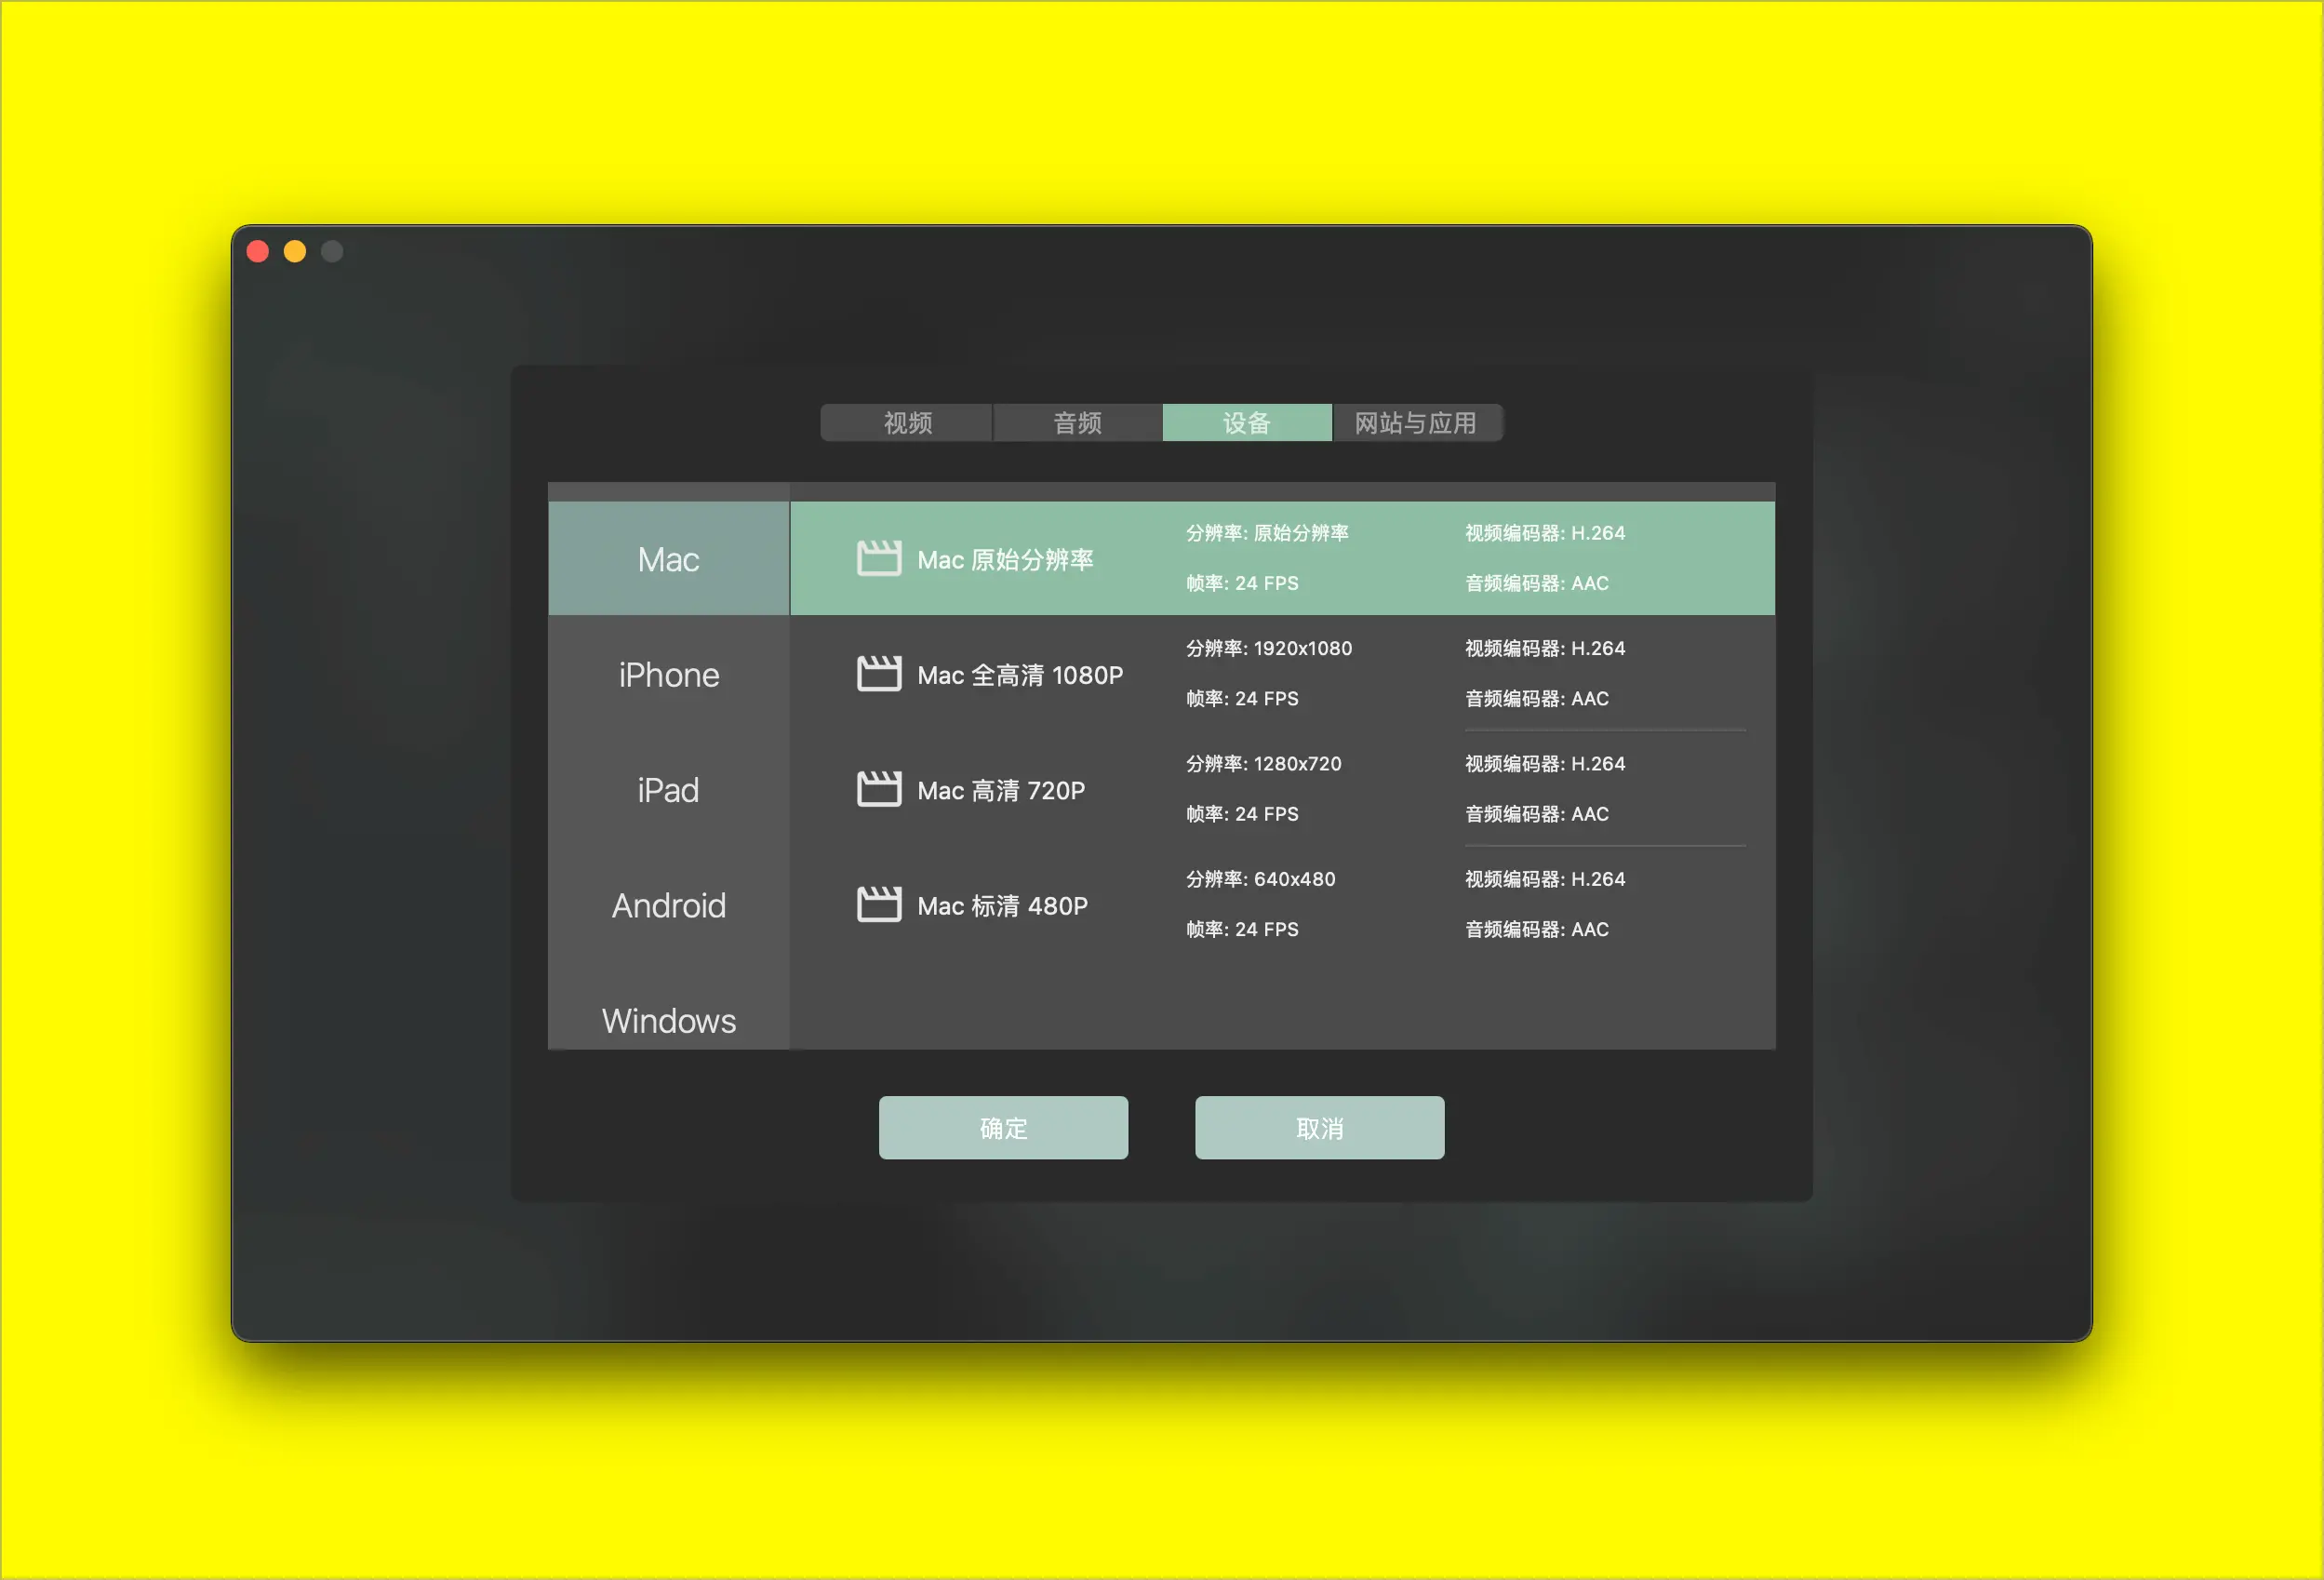 视频 音频 设备 网站与应用
Mac
iPhone
iPad
Android
Windows
Mac 原始分辨率
分辨率: 原始分辨率
帧率: 24 FPS
视频编码器: H.264
音频编码器: AAC
Mac 全高清 1080P
分辨率: 1920x1080
帧率: 24 FPS
视频编码器: H.264
音频编码器: AAC
Mac 高清 720P
分辨率: 1280x720
帧率: 24 FPS
视频编码器: H.264
音频编码器: AAC
Mac 标清 480P
分辨率: 640x480
帧率: 24 FPS
视频编码器: H.264
音频编码器: AAC
确定 取消